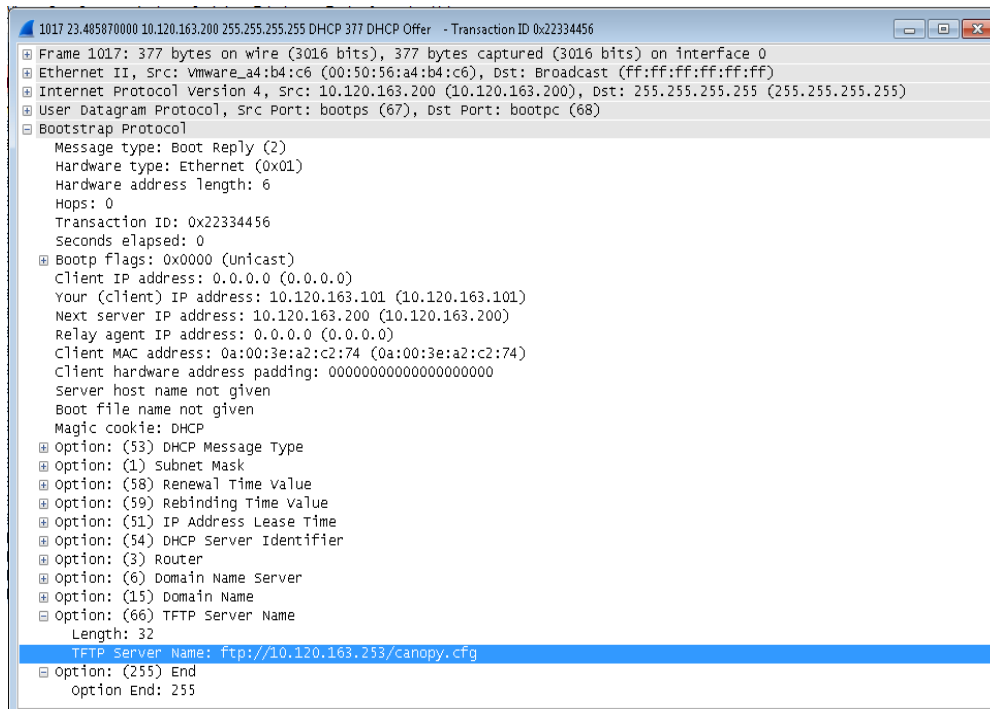 1017 23.485870000 10.120.163.200 255.255.255.255 DHCP 377 DHCP Offer - Transaction ID 0x22334456
Frame 1017: 377 bytes on wire (3016 bits), 377 bytes captured (3016 bits) on interface 0
Ethernet II, Src: Vmware_a4:b4:c6 (00:50:56:a4:b4:c6), Dst: Broadcast (ff:ff:ff:ff:ff:ff)
Internet Protocol Version 4, Src: 10.120.163.200 (10.120.163.200), Dst: 255.255.255.255 (255.255.255.255)
User Datagram Protocol, Src Port: bootps (67), Dst Port: bootpc (68)
Bootstrap Protocol
Message type: Boot Reply (2)
Hardware type: Ethernet (0x01)
Hardware address length: 6
Hops: 0
Transaction ID: 0x22334456
Seconds elapsed: 0
Bootp flags: 0x0000 (Unicast)
Client IP address: 0.0.0.0 (0.0.0.0)
Your (client) IP address: 10.120.163.101 (10.120.163.101)
Next server IP address: 10.120.163.200 (10.120.163.200)
Relay agent IP address: 0.0.0.0 (0.0.0.0)
Client MAC address: 0a:00:3e:a2:c2:74 (0a:00:3e:a2:c2:74)
Client hardware address padding: 00000000000000000000
Server host name not given
Boot file name not given
Magic cookie: DHCP
Option: (53) DHCP Message Type
Option: (1) Subnet Mask
Option: (58) Renewal Time Value
Option: (59) Rebinding Time Value
Option: (51) IP Address Lease Time
Option: (54) DHCP Server Identifier
Option: (3) Router
Option: (6) Domain Name Server
Option: (15) Domain Name
Option: (66) TFTP Server Name
Length: 32
TFTP Server Name: ftp://10.120.163.253/canopy.cfg
Option: (255) End
Option End: 255